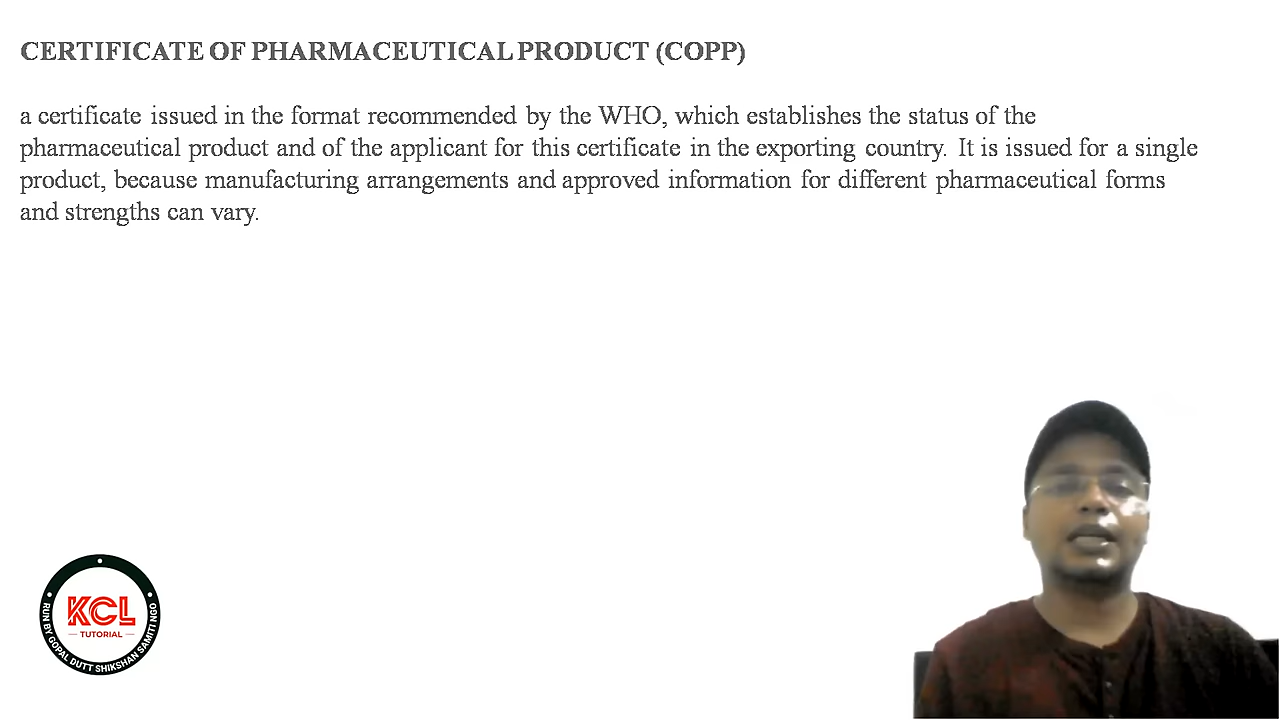 CERTIFICATE OF PHARMACEUTICAL PRODUCT (COPP)
a certificate issued in the format recommended by the WHO, which establishes the status of the
pharmaceutical product and of the applicant for this certificate in the exporting country. It is issued for a single
product, because manufacturing arrangements and approved information for different pharmaceutical forms
and strengths can vary.
KCL
TUTORIAL
RUN BY GOPAL DUTT SHIKSHAN SAMITI NGO